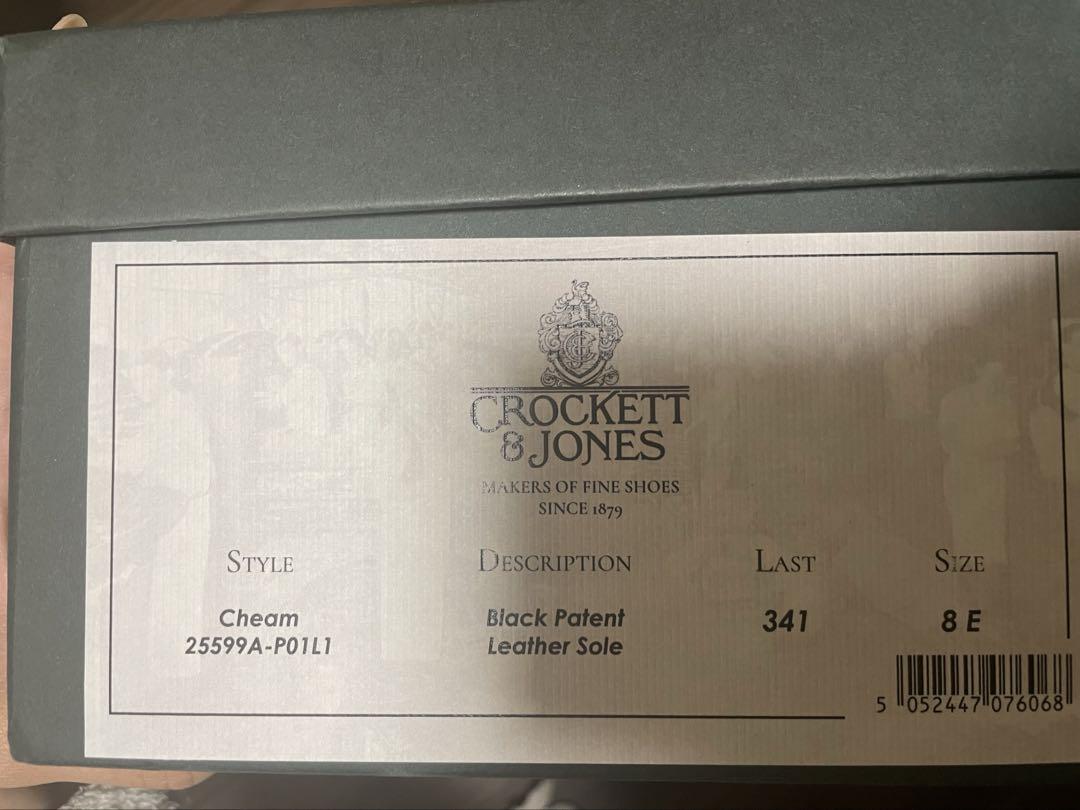 CROCKETT
& JONES
MAKERS OF FINE SHOES
SINCE 1879
STYLE DESCRIPTION LAST SIZE
Cheam Black Patent 341 8 E
25599A-P01L1 Leather Sole
5 052447 076068